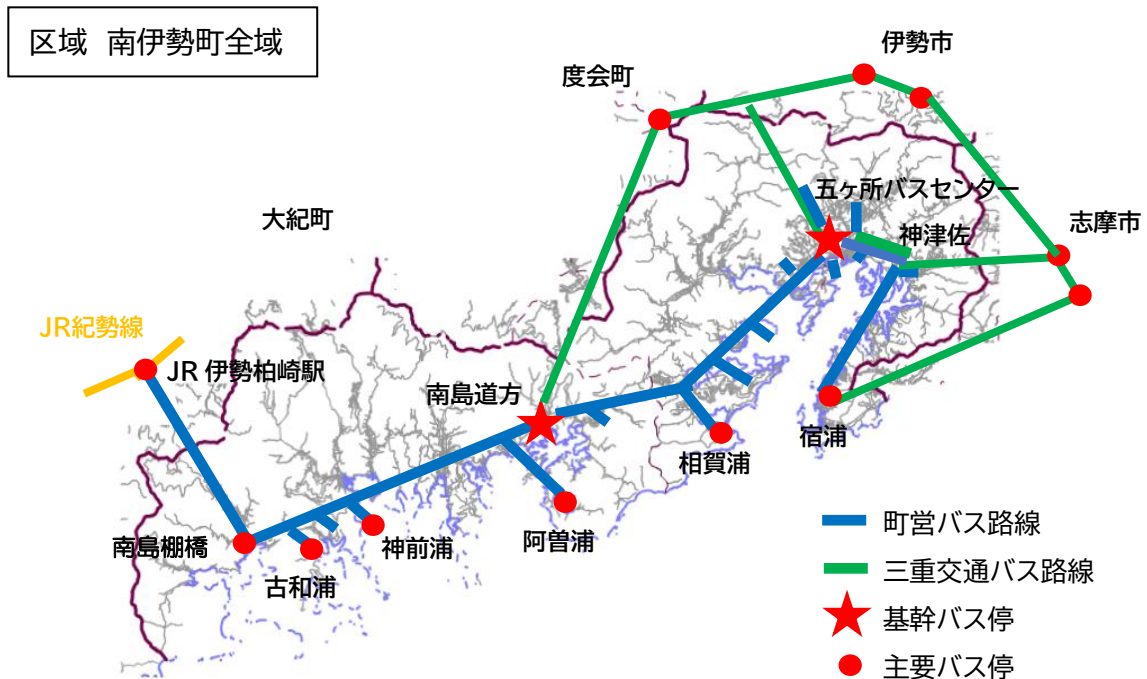 区域 南伊勢町全域
伊勢市
度会町
五ヶ所バスセンター
大紀町
志摩市
神津佐
JR紀勢線
JR 伊勢柏崎駅
南島道方
宿浦
相賀浦
南島棚橋
神前浦
阿曽浦
古和浦
町営バス路線
三重交通バス路線
基幹バス停
主要バス停